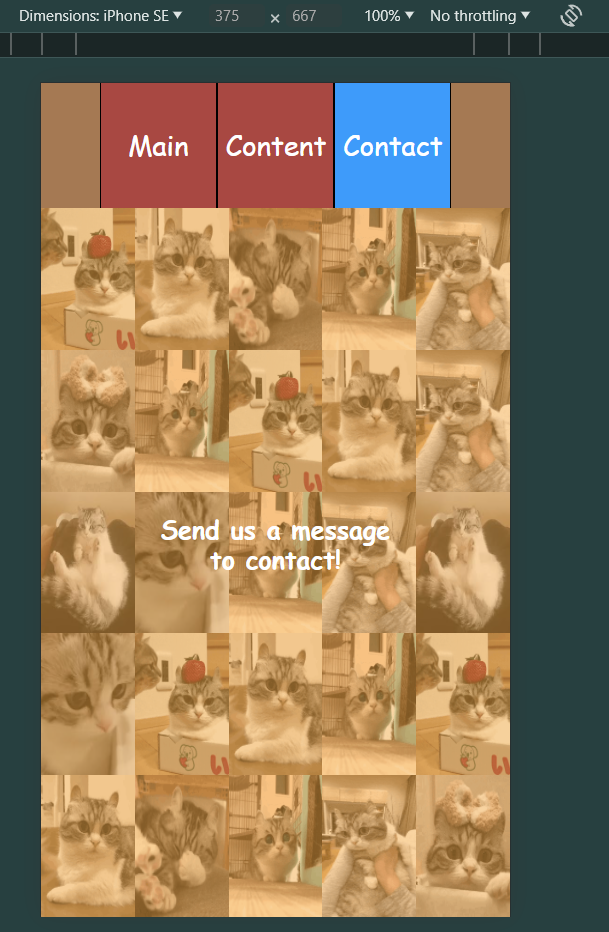 Dimensions: iPhone SE ▼ 375 × 667 100% ▼ No throttling ▼
Main Content Contact
Send us a message
to contact!